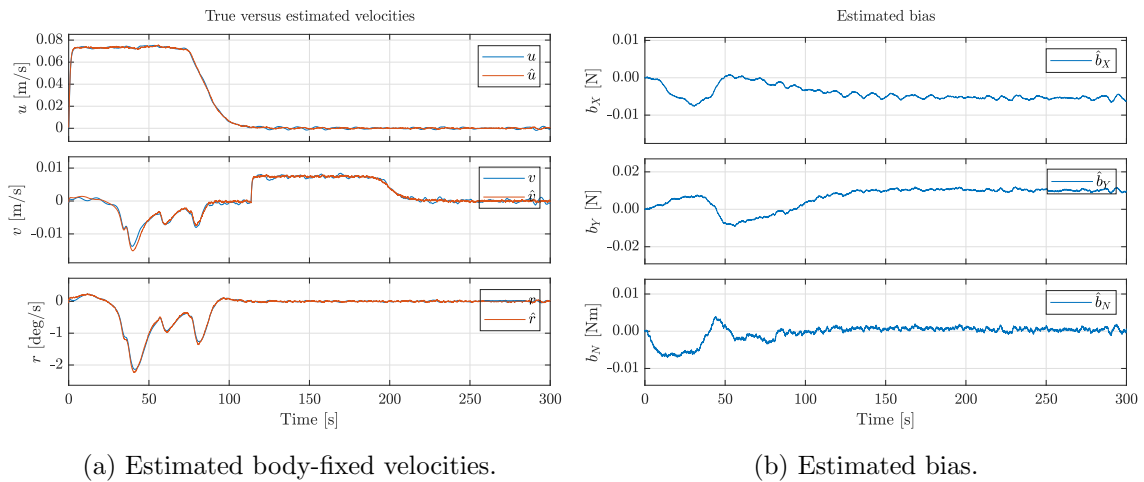 True versus estimated velocities
0.08
0.06
0.04
0.02
0
u [m/s]
u
û
0.01
0
-0.01
v [m/s]
v
v̂
0
-1
-2
r [deg/s]
r
r̂
0 50 100 150 200 250 300
Time [s]
(a) Estimated body-fixed velocities.
Estimated bias
0.01
0.00
-0.01
b_X [N]
b̂_X
0.02
0.00
-0.02
b_Y [N]
b̂_Y
0.01
0.00
-0.01
b_N [Nm]
b̂_N
0 50 100 150 200 250 300
Time [s]
(b) Estimated bias.